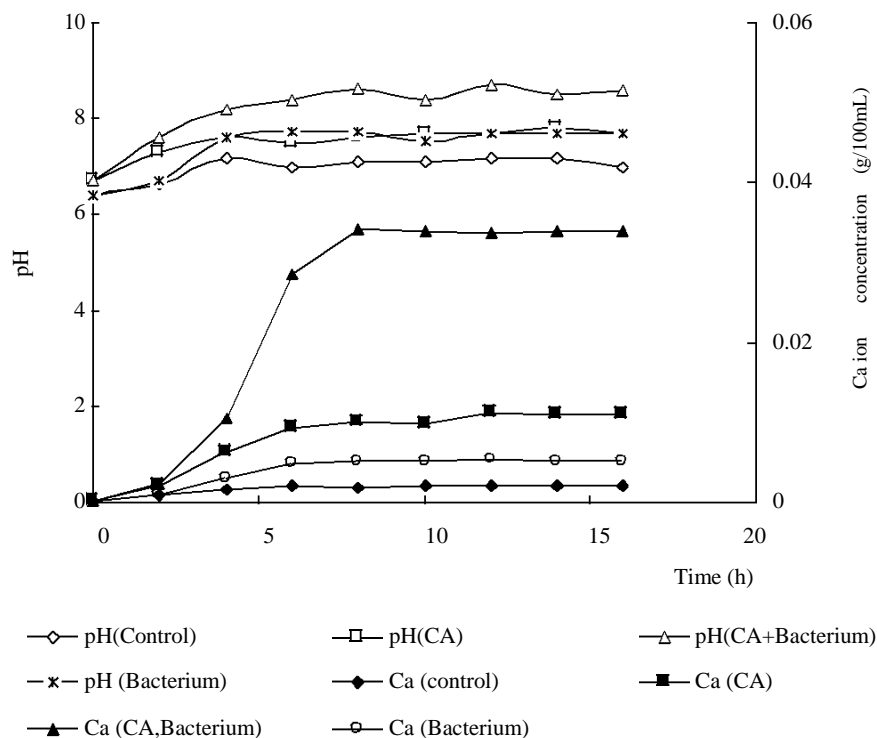 10
8
6
4
2
0
pH
0.06
0.04
0.02
0
Ca ion concentration (g/100mL)
0 5 10 15 20
Time (h)
pH(Control) pH(CA) pH(CA+Bacterium)
pH (Bacterium) Ca (control) Ca (CA)
Ca (CA,Bacterium) Ca (Bacterium)